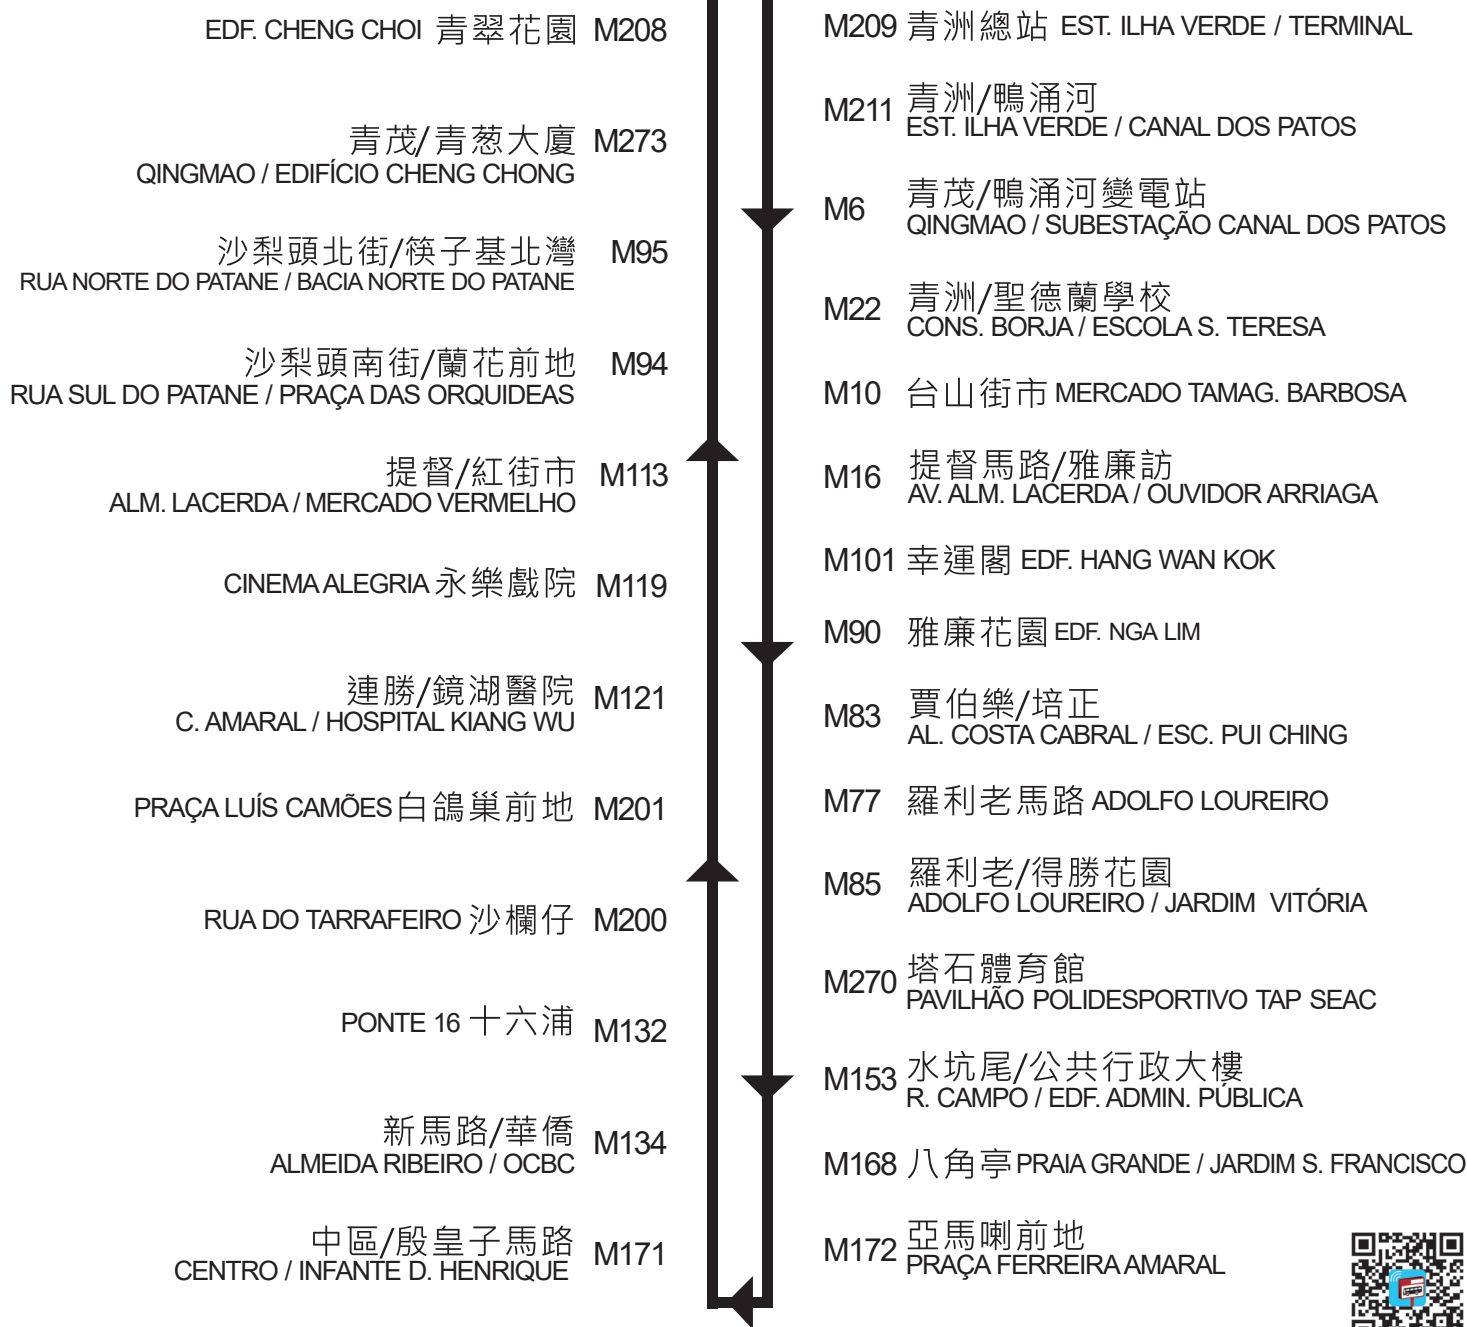 EDF. CHENG CHOI 青翠花園 M208
青茂/青葱大廈 M273
QINGMAO / EDIFÍCIO CHENG CHONG
沙梨頭北街/筷子基北灣 M95
RUA NORTE DO PATANE / BACIA NORTE DO PATANE
沙梨頭南街/蘭花前地 M94
RUA SUL DO PATANE / PRAÇA DAS ORQUIDEAS
提督/紅街市 M113
ALM. LACERDA / MERCADO VERMELHO
CINEMA ALEGRIA 永樂戲院 M119
連勝/鏡湖醫院 M121
C. AMARAL / HOSPITAL KIANG WU
PRAÇA LUÍS CAMÕES 白鴿巢前地 M201
RUA DO TARRAFEIRO 沙欄仔 M200
PONTE 16 十六浦 M132
新馬路/華僑 M134
ALMEIDA RIBEIRO / OCBC
中區/殷皇子馬路 M171
CENTRO / INFANTE D. HENRIQUE
M209 青洲總站 EST. ILHA VERDE / TERMINAL
M211 青洲/鴨涌河
EST. ILHA VERDE / CANAL DOS PATOS
M6 青茂/鴨涌河變電站
QINGMAO / SUBESTAÇÃO CANAL DOS PATOS
M22 青洲/聖德蘭學校
CONS. BORJA / ESCOLA S. TERESA
M10 台山街市 MERCADO TAMAG. BARBOSA
M16 提督馬路/雅廉訪
AV. ALM. LACERDA / OUVIDOR ARRIAGA
M101 幸運閣 EDF. HANG WAN KOK
M90 雅廉花園 EDF. NGA LIM
M83 賈伯樂/培正
AL. COSTA CABRAL / ESC. PUI CHING
M77 羅利老馬路 ADOLFO LOUREIRO
M85 羅利老/得勝花園
ADOLFO LOUREIRO / JARDIM VITÓRIA
M270 塔石體育館
PAVILHÃO POLIDESPORTIVO TAP SEAC
M153 水坑尾/公共行政大樓
R. CAMPO / EDF. ADMIN. PÚBLICA
M168 八角亭 PRAIA GRANDE / JARDIM S. FRANCISCO
M172 亞馬喇前地
PRAÇA FERREIRA AMARAL